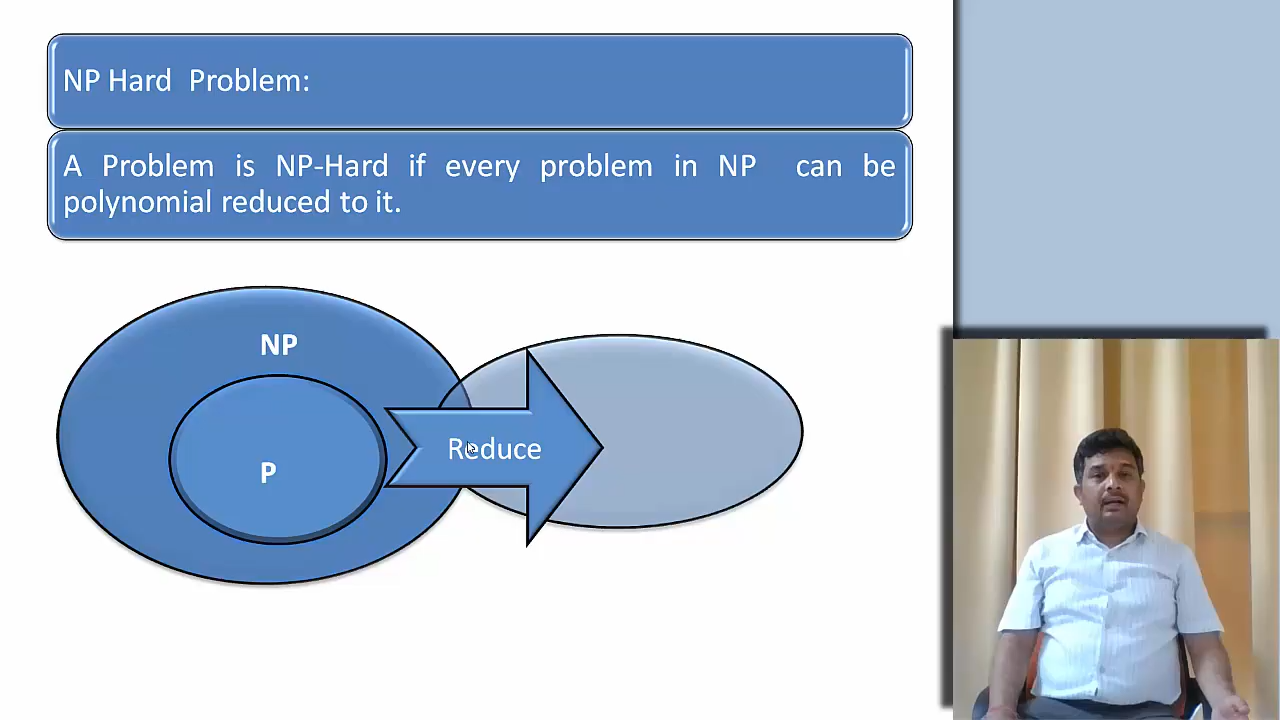 NP Hard Problem:
A Problem is NP-Hard if every problem in NP can be
polynomial reduced to it.
NP
P
Reduce